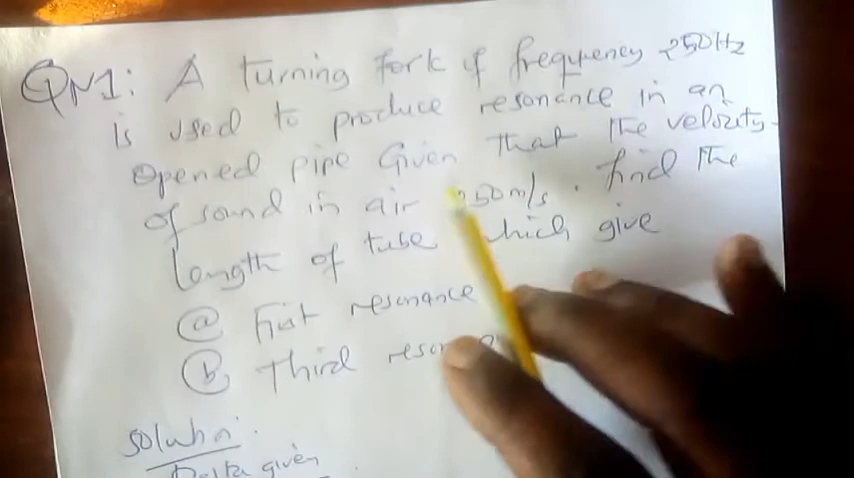 QN1: A turning fork of frequency 250Hz
is used to produce resonance in an
opened pipe Given that the velocity
of sound in air 350m/s. find the
length of tube which give
(a) first resonance
(b) Third
Solution:
Data given